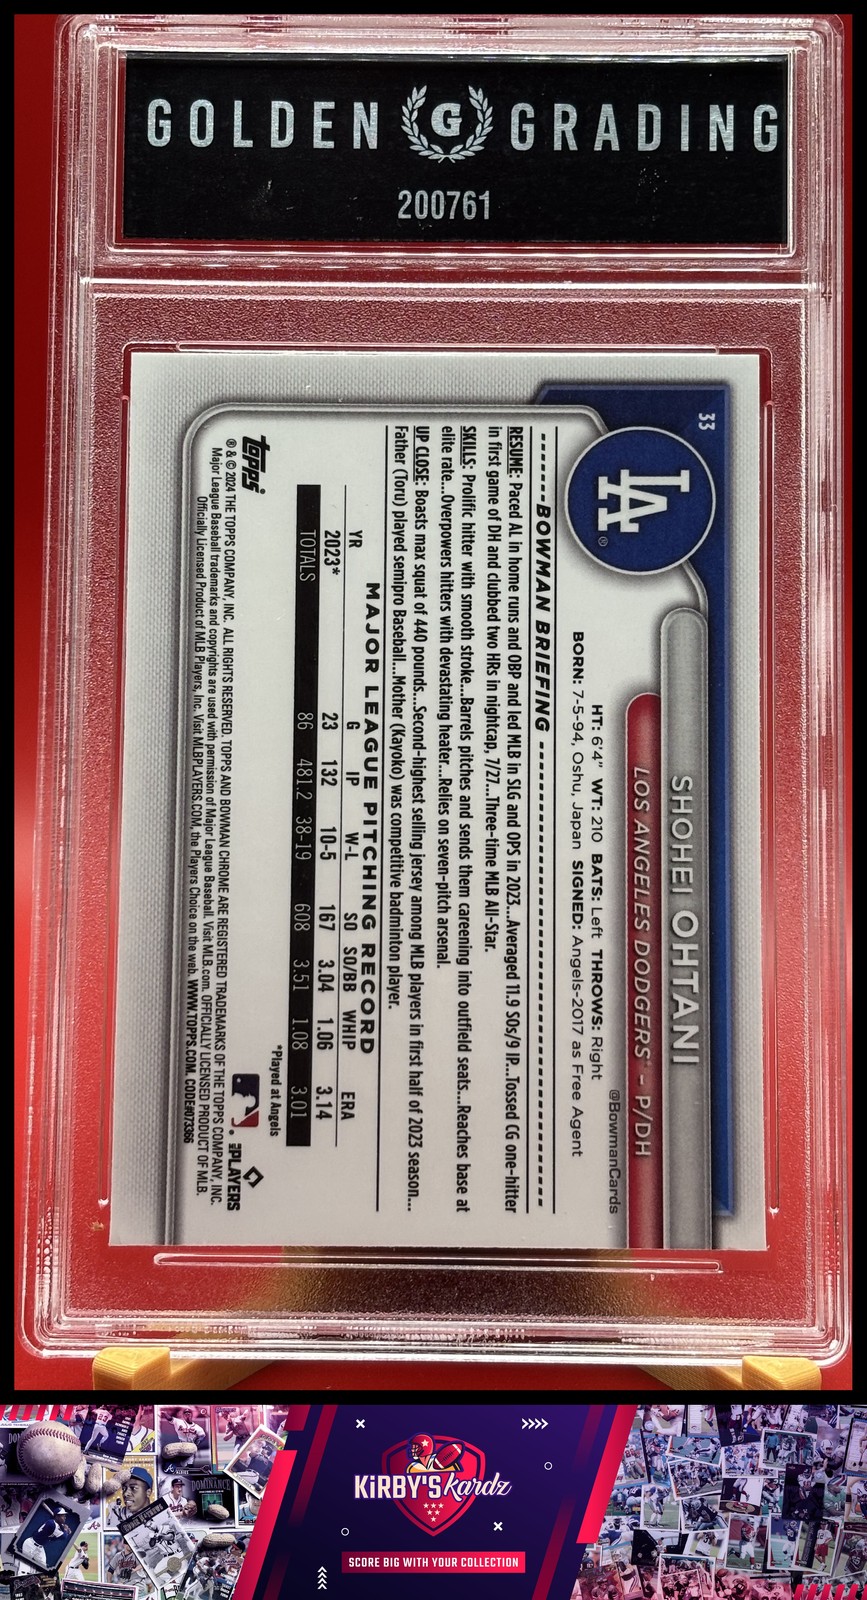 GOLDEN G GRADING
200761
33
LA
®
SHOHEI OHTANI
LOS ANGELES DODGERS® – P/DH
@BowmanCards
HT: 6'4" WT: 210 BATS: Left THROWS: Right
BORN: 7-5-94, Oshu, Japan SIGNED: Angels-2017 as Free Agent
BOWMAN BRIEFING
RESUME: Paced AL in home runs and OBP and led MLB in SLG and OPS in 2023...Averaged 11.9 SOs/9 IP...Tossed CG one-hitter
in first game of DH and clubbed two HRs in nightcap, 7/27...Three-time MLB All-Star.
SKILLS: Prolific hitter with smooth stroke...Barrels pitches and sends them careening into outfield seats...Reaches base at
elite rate...Overpowers hitters with devastating heater...Relies on seven-pitch arsenal.
UP CLOSE: Boasts max squat of 440 pounds...Second-highest selling jersey among MLB players in first half of 2023 season...
Father (Toru) played semipro Baseball...Mother (Kayoko) was competitive badminton player.
MAJOR LEAGUE PITCHING RECORD
YR G IP W-L SO SO/BB WHIP ERA
2023* 23 132 10-5 167 3.04 1.06 3.14
TOTALS 86 481.2 38-19 608 3.51 1.08 3.01
*Played at Angels
topps
® & © 2024 THE TOPPS COMPANY, INC. ALL RIGHTS RESERVED. TOPPS AND BOWMAN CHROME ARE REGISTERED TRADEMARKS OF THE TOPPS COMPANY, INC.
Major League Baseball trademarks and copyrights are used with permission of Major League Baseball. Visit MLB.com. OFFICIALLY LICENSED PRODUCT OF MLB PLAYERS, INC.
Officially Licensed Product of MLB Players, Inc. Visit MLBPLAYERS.COM, the Players Choice on the web. WWW.TOPPS.COM. CODE#073366
MLB PLAYERS
KiRBY'S Kardz
SCORE BIG WITH YOUR COLLECTION
DOMINANCE